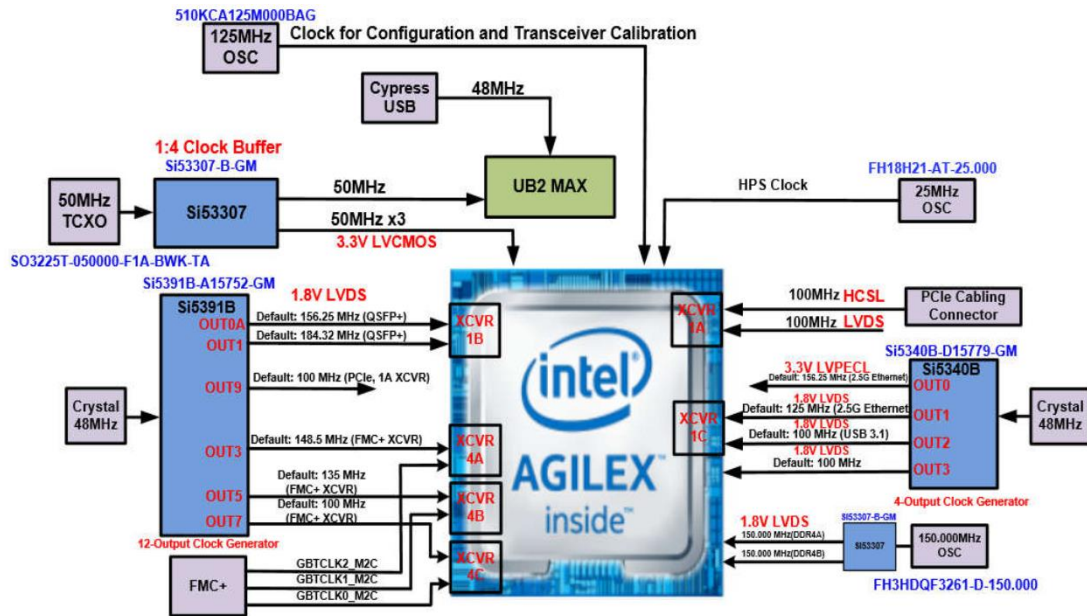 510KCA125M000BAG
125MHz
OSC
Clock for Configuration and Transceiver Calibration
Cypress
USB
48MHz
1:4 Clock Buffer
Si53307-B-GM
50MHz
TCXO
Si53307
50MHz
50MHz x3
3.3V LVCMOS
UB2 MAX
SO3225T-050000-F1A-BWK-TA
FH18H21-AT-25.000
HPS Clock
25MHz
OSC
Si5391B-A15752-GM
Si5391B
1.8V LVDS
OUT0A
Default: 156.25 MHz (QSFP+)
OUT1
Default: 184.32 MHz (QSFP+)
OUT9
Default: 100 MHz (PCIe, 1A XCVR)
Crystal
48MHz
OUT3
Default: 148.5 MHz (FMC+ XCVR)
OUT5
Default: 135 MHz
(FMC+ XCVR)
OUT7
Default: 100 MHz
(FMC+ XCVR)
12-Output Clock Generator
FMC+
GBTCLK2_M2C
GBTCLK1_M2C
GBTCLK0_M2C
XCVR
1B
XCVR
4A
XCVR
4B
XCVR
4C
intel
AGILEX™
inside™
XCVR
1A
XCVR
1C
100MHz HCSL
PCIe Cabling
Connector
100MHz LVDS
Si5340B-D15779-GM
Si5340B
3.3V LVPECL
Default: 156.25 MHz (2.5G Ethernet)
OUT0
1.8V LVDS
Default: 125 MHz (2.5G Ethernet
OUT1
1.8V LVDS
Default: 100 MHz (USB 3.1)
OUT2
1.8V LVDS
Default: 100 MHz
OUT3
Crystal
48MHz
4-Output Clock Generator
1.8V LVDS
Si53307-B-GM
150.000 MHz(DDR4A)
150.000 MHz(DDR4B)
Si53307
150.000MHz
OSC
FH3HDQF3261-D-150.000